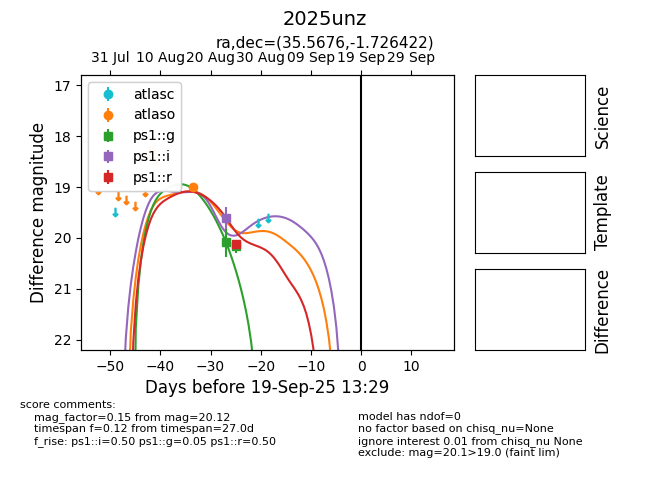 2025unz
ra,dec=(35.5676,-1.726422)
31 Jul 10 Aug 20 Aug 30 Aug 09 Sep 19 Sep 29 Sep
17
18
19
20
21
22
Difference magnitude
atlasc
atlaso
ps1::g
ps1::i
ps1::r
−50 −40 −30 −20 −10 0 10
Days before 19-Sep-25 13:29
Science
Template
Difference
score comments:
mag_factor=0.15 from mag=20.12
timespan f=0.12 from timespan=27.0d
f_rise: ps1::i=0.50 ps1::g=0.05 ps1::r=0.50
model has ndof=0
no factor based on chisq_nu=None
ignore interest 0.01 from chisq_nu None
exclude: mag=20.1>19.0 (faint lim)